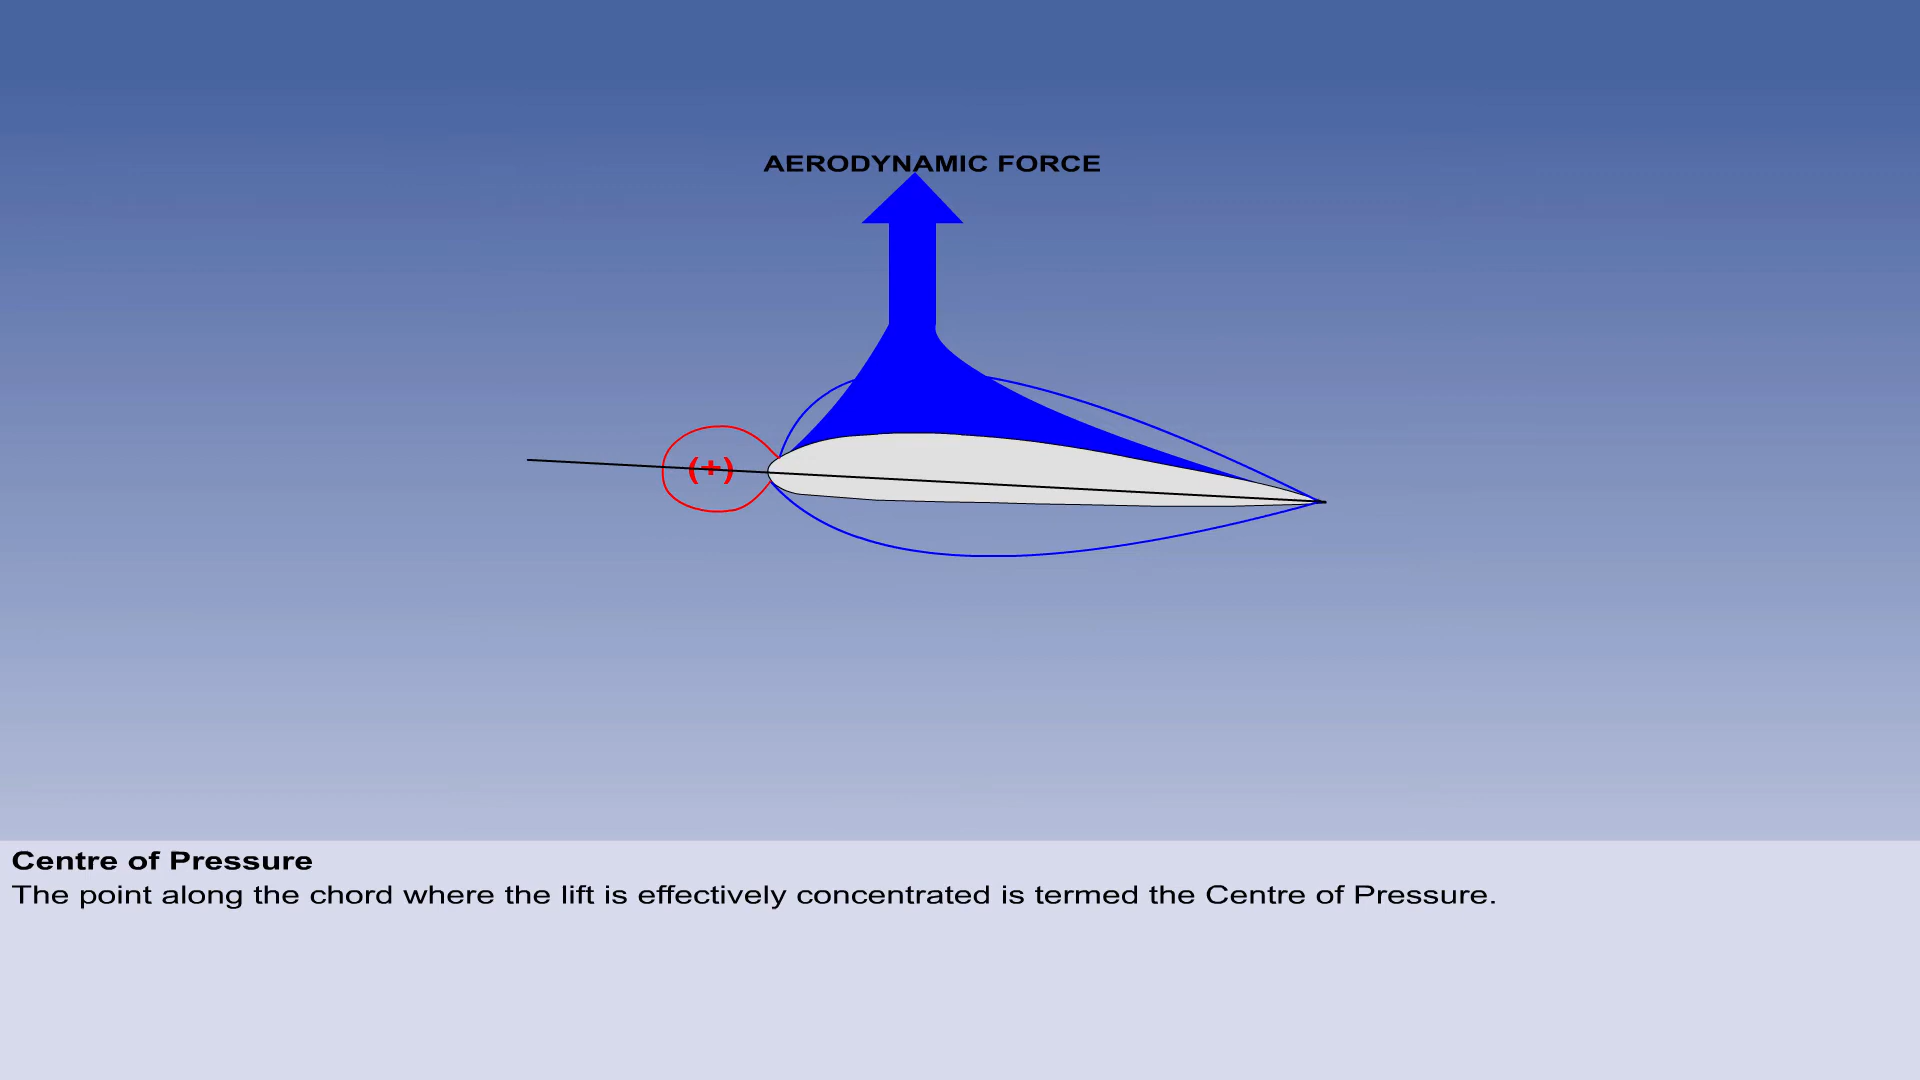 AERODYNAMIC FORCE
(+)
Centre of Pressure
The point along the chord where the lift is effectively concentrated is termed the Centre of Pressure.